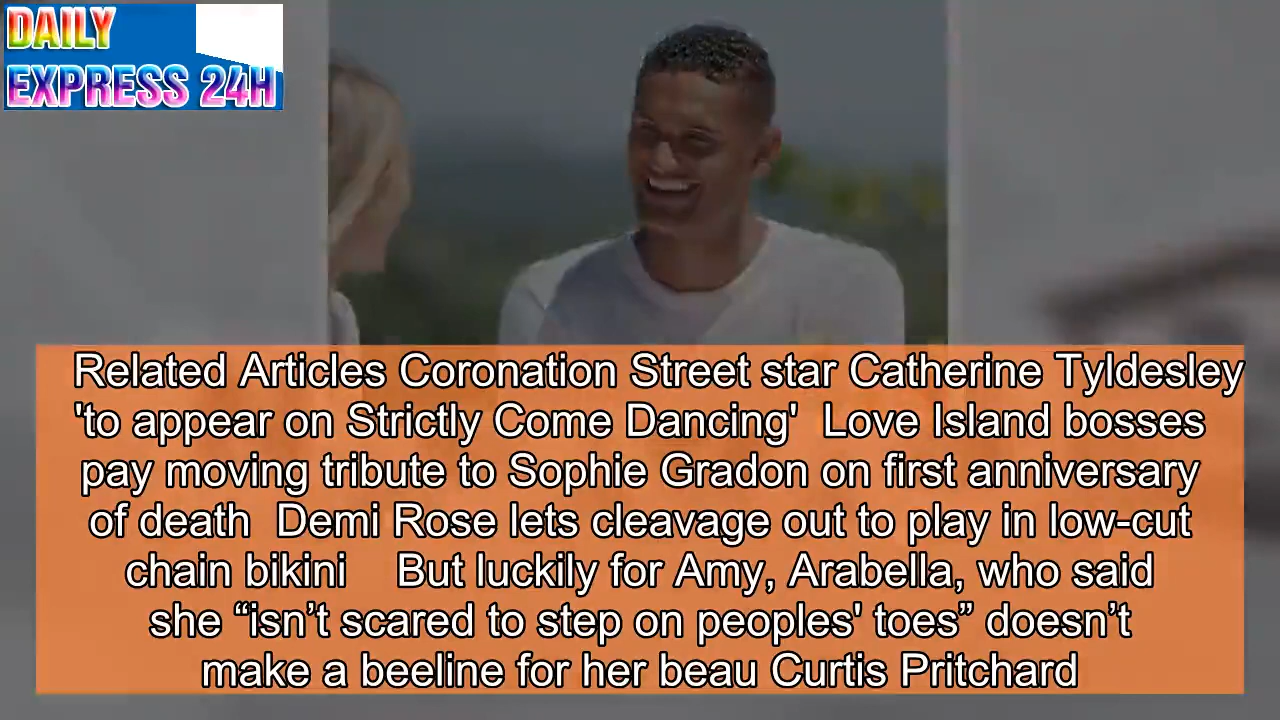 DAILY
EXPRESS 24H
Related Articles Coronation Street star Catherine Tyldesley
'to appear on Strictly Come Dancing'  Love Island bosses
pay moving tribute to Sophie Gradon on first anniversary
of death  Demi Rose lets cleavage out to play in low-cut
chain bikini    But luckily for Amy, Arabella, who said
she “isn’t scared to step on peoples' toes” doesn’t
make a beeline for her beau Curtis Pritchard